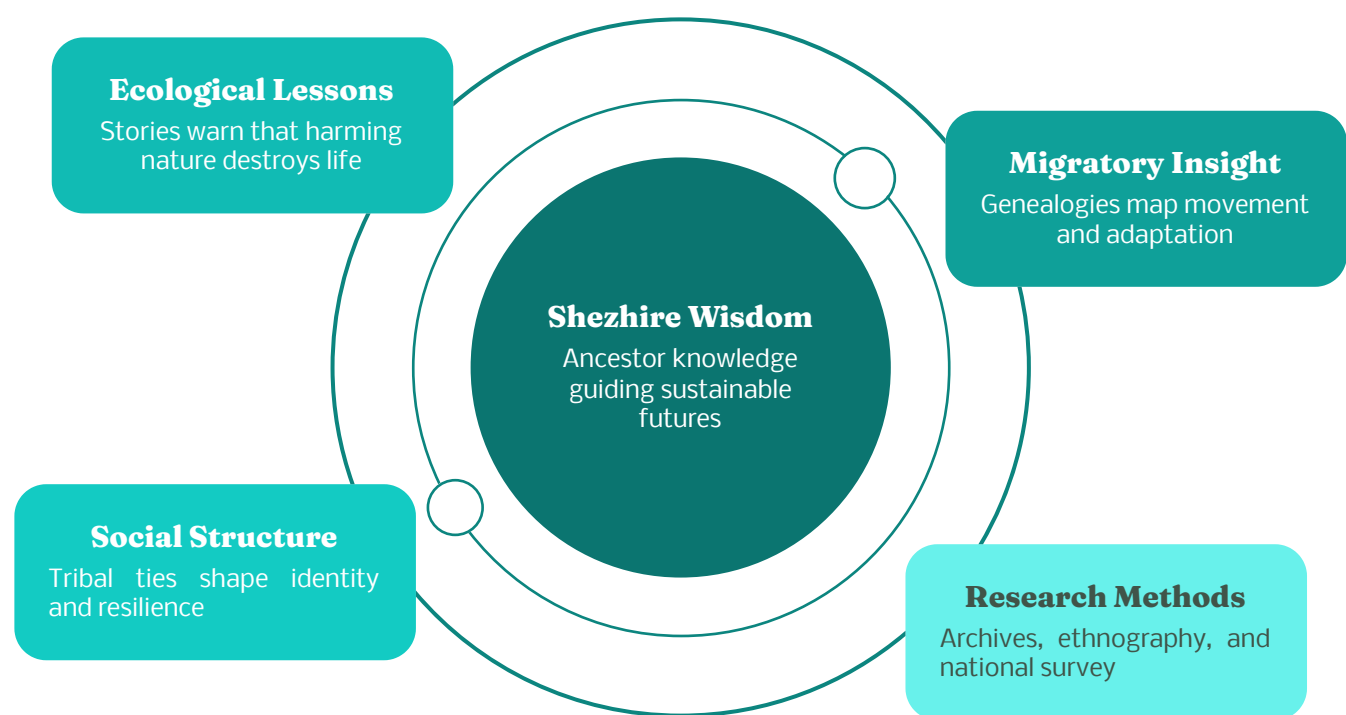 Ecological Lessons
Stories warn that harming
nature destroys life
Migratory Insight
Genealogies map movement
and adaptation
Shezhire Wisdom
Ancestor knowledge
guiding sustainable
futures
Social Structure
Tribal ties shape identity
and resilience
Research Methods
Archives, ethnography, and
national survey